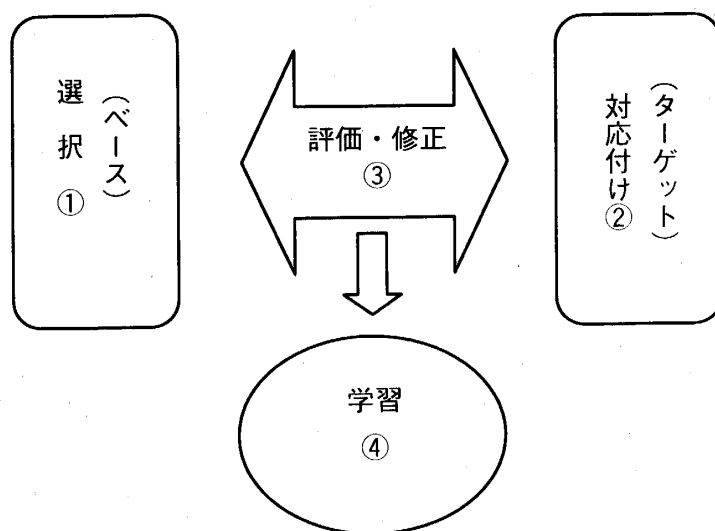 (ベース)
選択①
評価・修正
③
(ターゲット)
対応付け②
学習
④